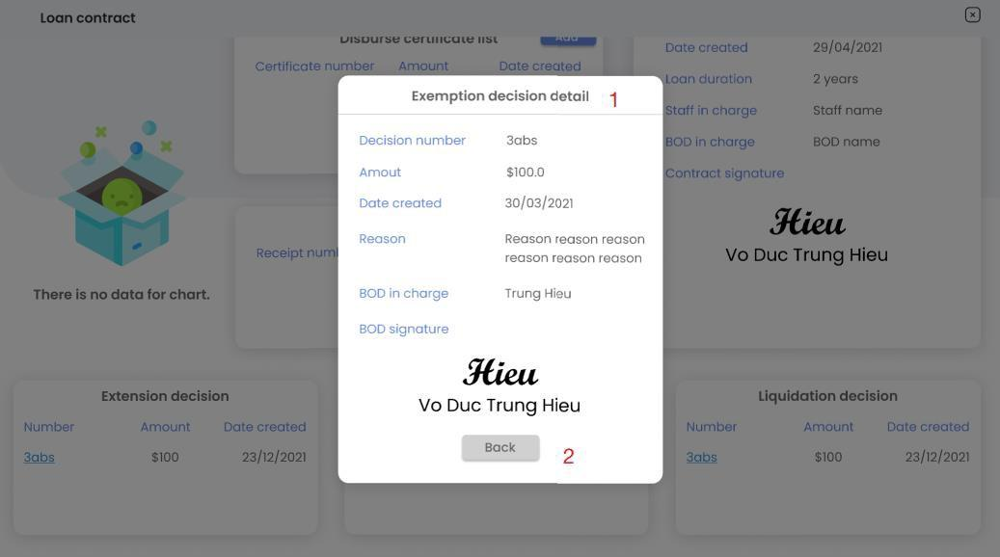 Loan contract
Disburse certificate list
Add
Certificate number Amount Date created
Date created 29/04/2021
Loan duration 2 years
Staff in charge Staff name
BOD in charge BOD name
Contract signature
Hieu
Vo Duc Trung Hieu
There is no data for chart.
Receipt num
Exemption decision detail 1
Decision number 3abs
Amout $100.0
Date created 30/03/2021
Reason Reason reason reason
reason reason reason
BOD in charge Trung Hieu
BOD signature
Hieu
Vo Duc Trung Hieu
Back 2
Extension decision
Number Amount Date created
3abs $100 23/12/2021
Liquidation decision
Number Amount Date created
3abs $100 23/12/2021